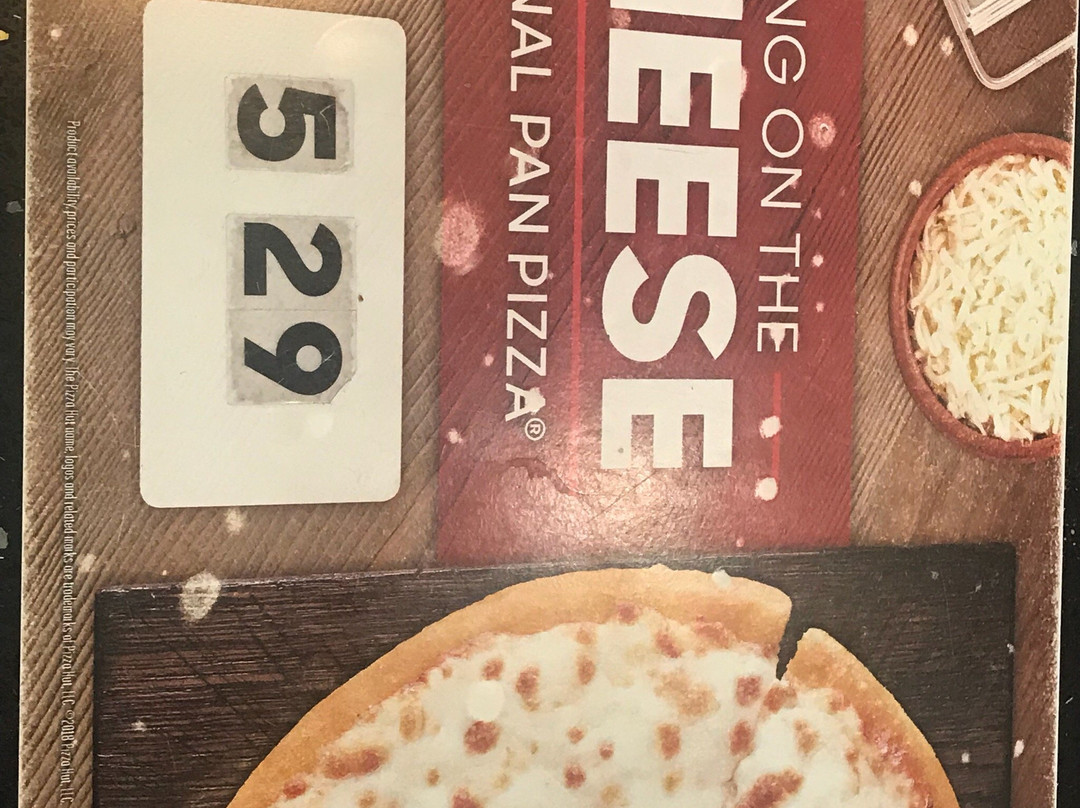 NG ON THE
HEESE
NAL PAN PIZZA®
5 29
Product availability, prices and participation may vary. The Pizza Hut name, logos and related marks are trademarks of Pizza Hut, LLC. ©2018 Pizza Hut, LLC